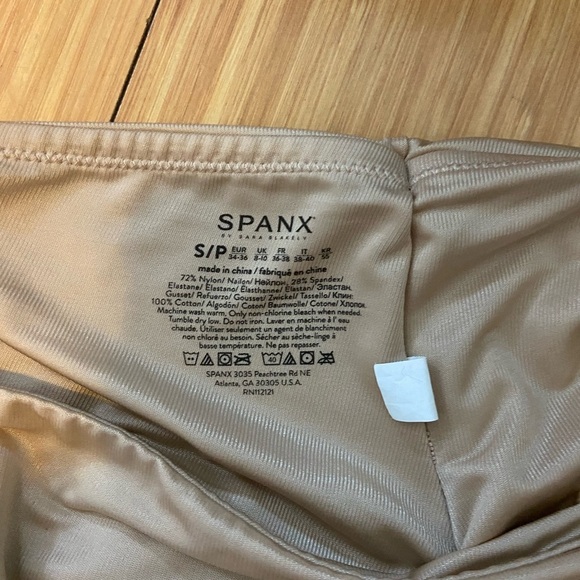 SPANX®
BY SARA BLAKELY
S/P EUR 34-36 UK 8-10 FR 36-38 IT 38-40 KR 55
made in china / fabriqué en chine
72% Nylon/ Nailon/ Нейлон, 28% Spandex/
Elastane/ Elastano/ Elasthanne/ Elastan/ Эластан.
Gusset/ Refuerzo/ Gousset/ Zwickel/ Tassello/ Клин:
100% Cotton/ Algodón/ Coton/ Baumwolle/ Cotone/ Хлопок
Machine wash warm. Only non-chlorine bleach when needed.
Tumble dry low. Do not iron. Laver en machine à l' eau
chaude. Utiliser seulement un agent de blanchiment
non chloré au besoin. Sécher au sèche-linge à
basse température. Ne pas repasser.
40
SPANX 3035 Peachtree Rd NE
Atlanta, GA 30305 U.S.A.
RN112121